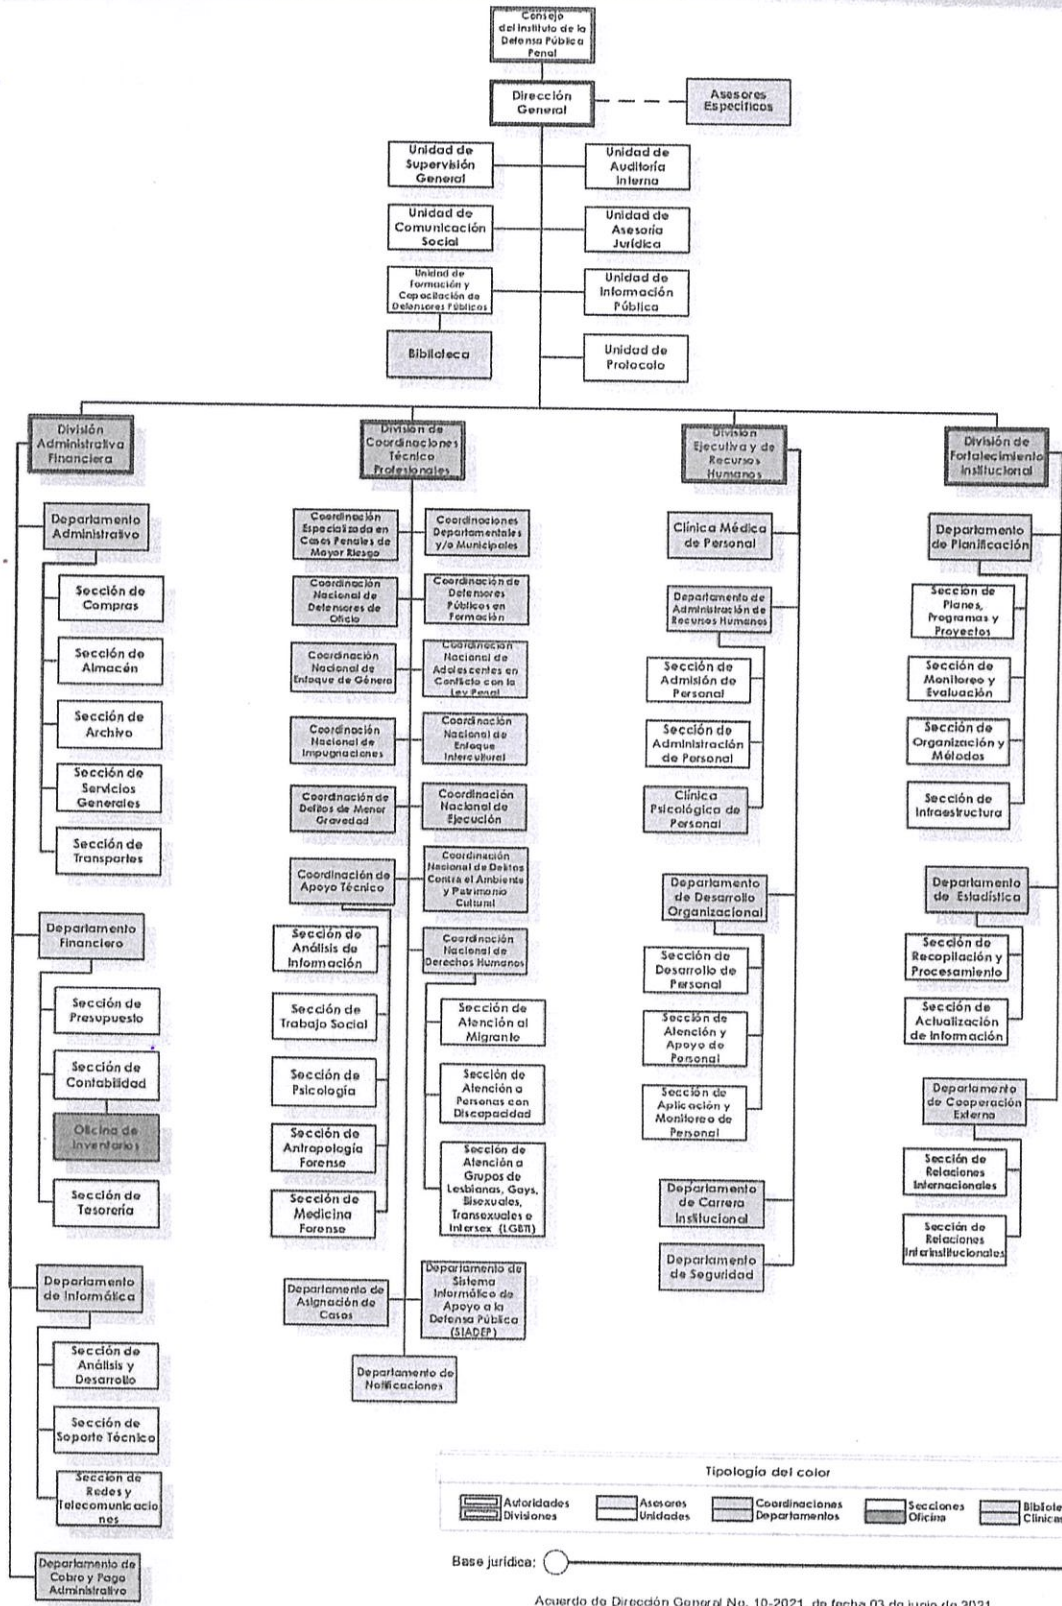 Consejo
del Instituto de la
Defensa Pública
Penal
Dirección
General
Asesores
Específicos
Unidad de
Supervisión
General
Unidad de
Auditoría
Interna
Unidad de
Comunicación
Social
Unidad de
Asesoría
Jurídica
Unidad de
Formación y
Capacitación de
Defensores Públicos
Unidad de
Información
Pública
Biblioteca
Unidad de
Protocolo
División
Administrativa
Financiera
Departamento
Administrativo
Sección de
Compras
Sección de
Almacén
Sección de
Archivo
Sección de
Servicios
Generales
Sección de
Transportes
Departamento
Financiero
Sección de
Presupuesto
Sección de
Contabilidad
Oficina de
Inventarios
Sección de
Tesorería
Departamento
de Informática
Sección de
Análisis y
Desarrollo
Sección de
Soporte Técnico
Sección de
Redes y
Telecomunicacio
nes
Departamento de
Cobro y Pago
Administrativo
División de
Coordinaciones
Técnico
Profesionales
Coordinación
Especializada en
Casos Penales de
Mayor Riesgo
Coordinaciones
Departamentales
y/o Municipales
Coordinación
Nacional de
Defensores de
Oficio
Coordinación de
Defensores
Públicos en
Formación
Coordinación
Nacional de
Enfoque de Género
Coordinación
Nacional de
Adolescentes en
Conflicto con la
Ley Penal
Coordinación
Nacional de
Impugnaciones
Coordinación
Nacional de
Enfoque
Intercultural
Coordinación de
Delitos de Menor
Gravedad
Coordinación
Nacional de
Ejecución
Coordinación de
Apoyo Técnico
Coordinación
Nacional de Delitos
Contra el Ambiente
y Patrimonio
Cultural
Sección de
Análisis de
Información
Sección de
Trabajo Social
Sección de
Psicología
Sección de
Antropología
Forense
Sección de
Medicina
Forense
Coordinación
Nacional de
Derechos Humanos
Sección de
Atención al
Migrante
Sección de
Atención a
Personas con
Discapacidad
Sección de
Atención a
Grupos de
Lesbianas, Gays,
Bisexuales,
Transexuales e
Intersex (LGBTI)
Departamento de
Asignación de
Casos
Departamento de
Sistema
Informático de
Apoyo a la
Defensa Pública
(SIADEP)
Departamento de
Notificaciones
División
Ejecutiva y de
Recursos
Humanos
Clínica Médica
de Personal
Departamento de
Administración de
Recursos Humanos
Sección de
Admisión de
Personal
Sección de
Administración
de Personal
Clínica
Psicológica de
Personal
Departamento
de Desarrollo
Organizacional
Sección de
Desarrollo de
Personal
Sección de
Atención y
Apoyo de
Personal
Sección de
Aplicación y
Monitoreo de
Personal
Departamento
de Carrera
Institucional
Departamento
de Seguridad
División de
Fortalecimiento
Institucional
Departamento
de Planificación
Sección de
Planes,
Programas y
Proyectos
Sección de
Monitoreo y
Evaluación
Sección de
Organización y
Métodos
Sección de
Infraestructura
Departamento
de Estadística
Sección de
Recopilación y
Procesamiento
Sección de
Actualización
de Información
Departamento
de Cooperación
Externa
Sección de
Relaciones
Internacionales
Sección de
Relaciones
Interinstitucionales
Tipología del color
Autoridades Asesores Coordinaciones Secciones Bibliote
Divisiones Unidades Departamentos Oficina Clínicas
Base jurídica:
Acuerdo de Dirección General No. 10-2021, de fecha 03 de junio de 2021